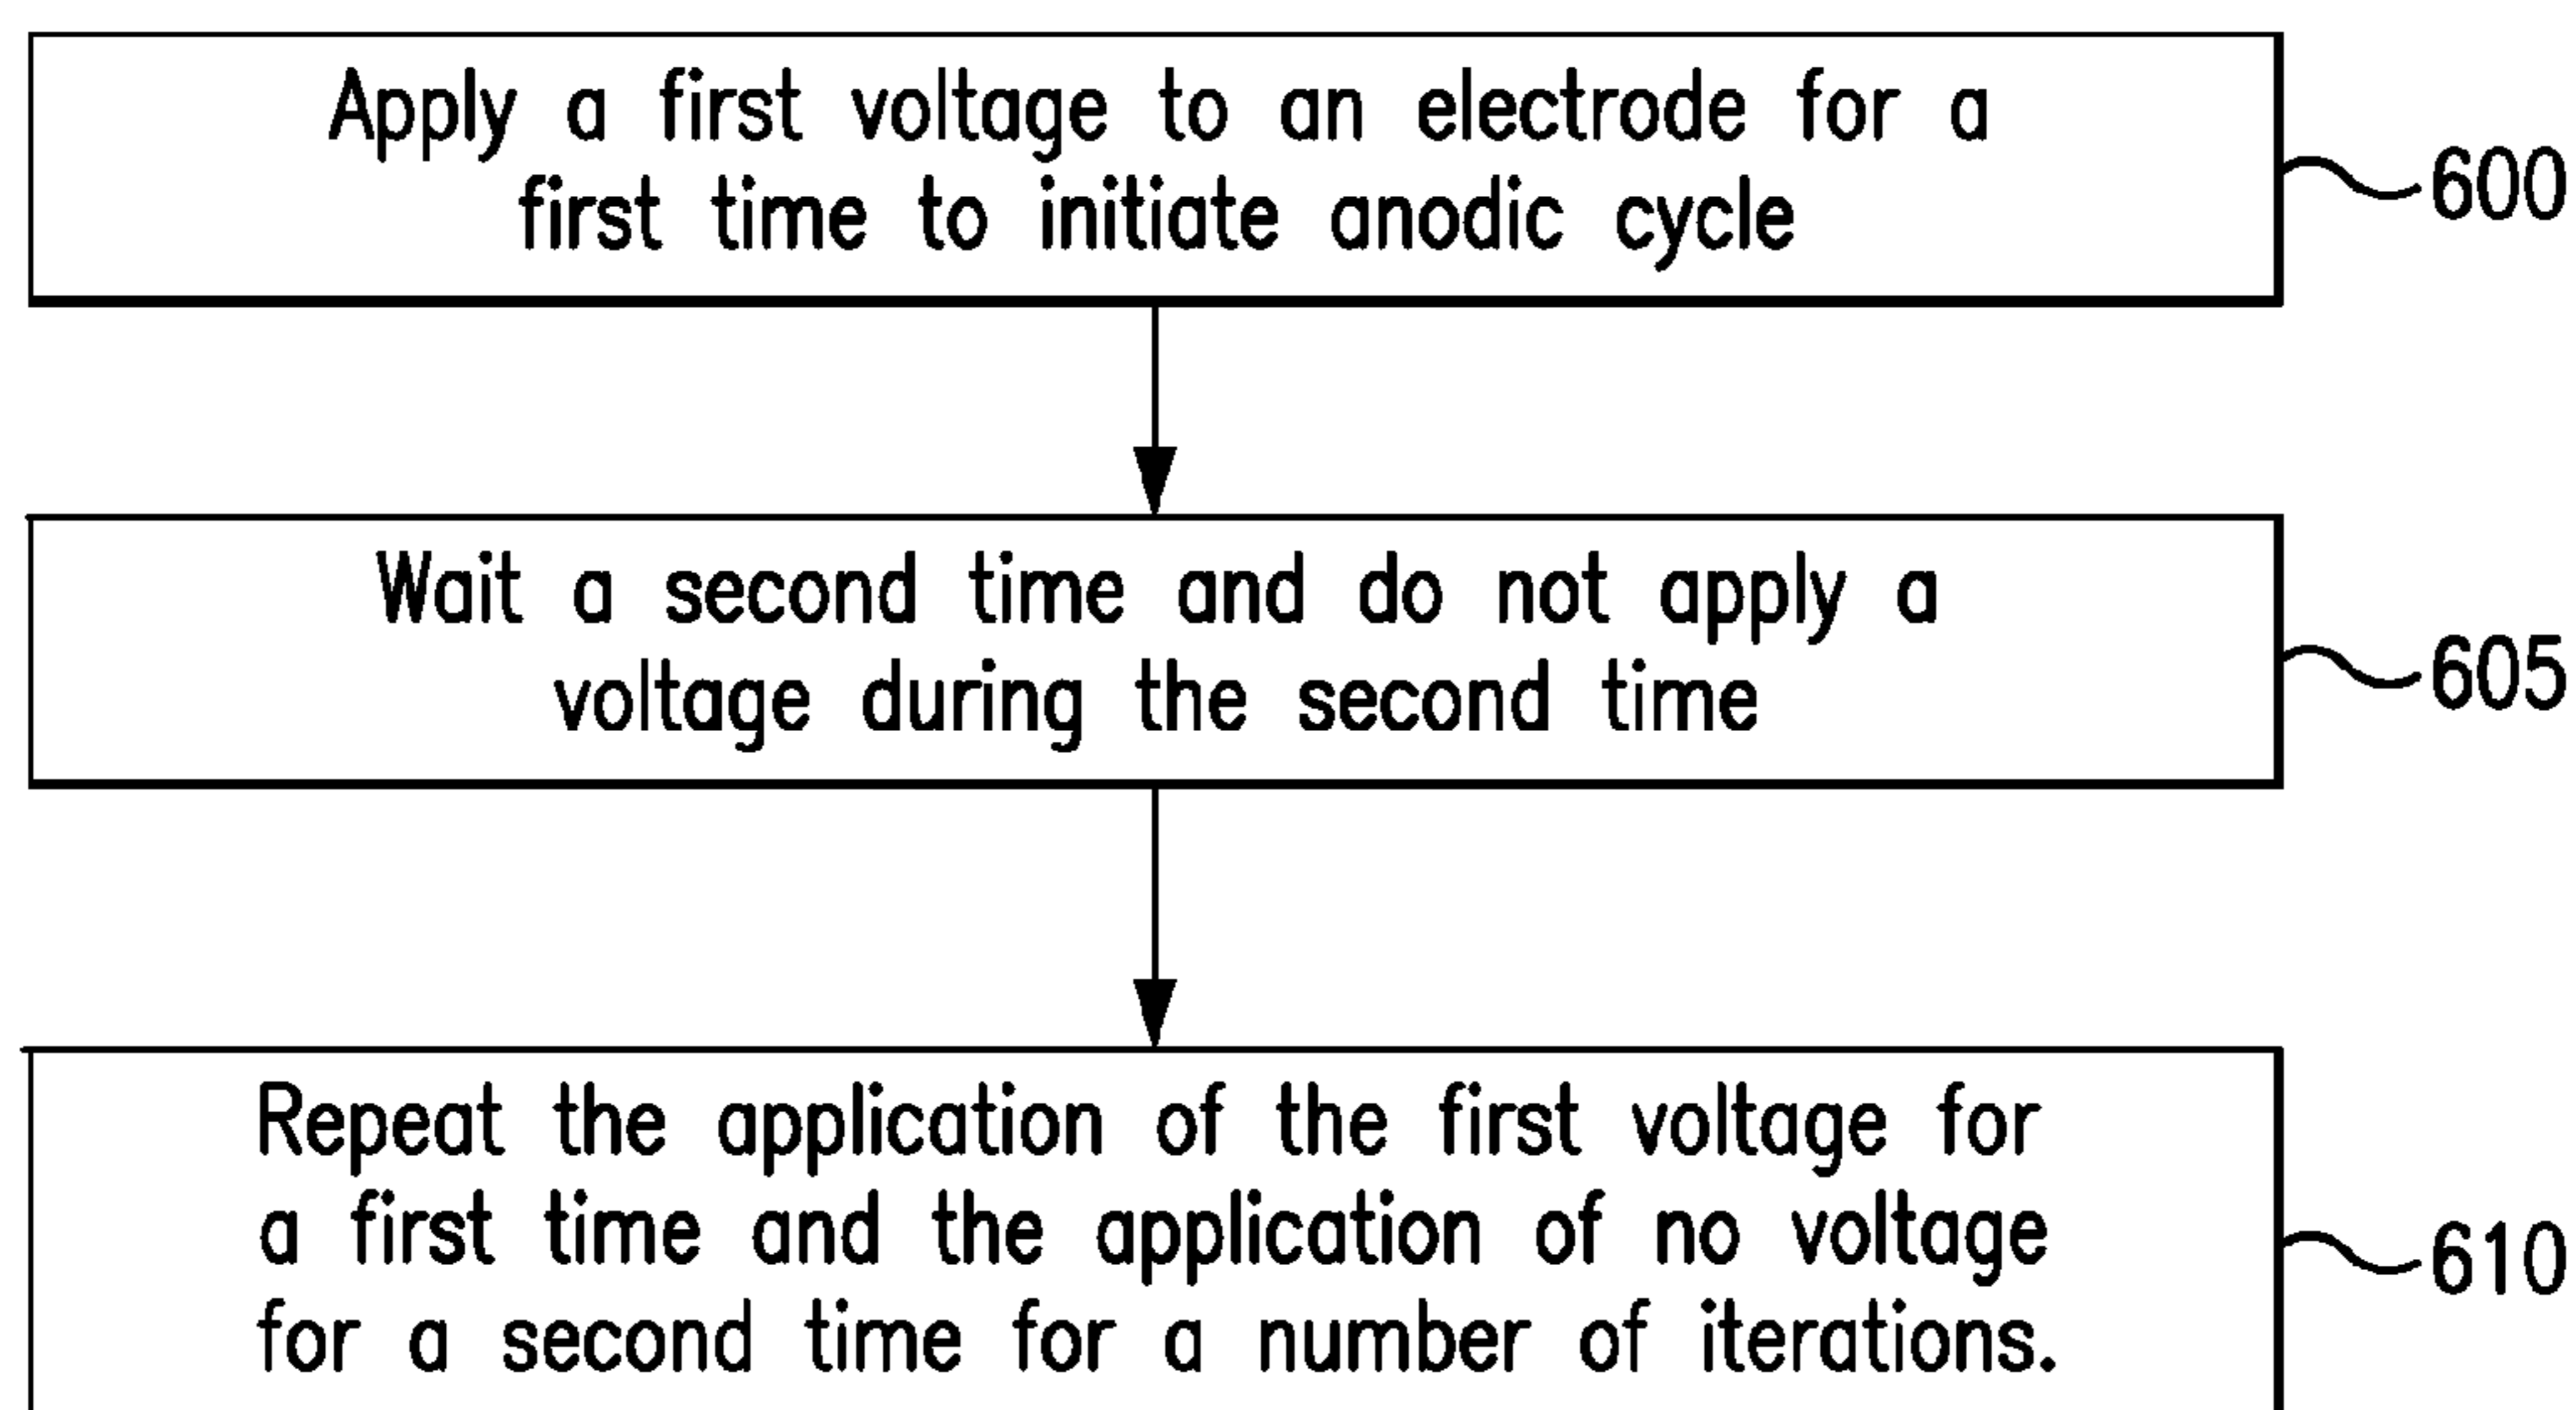 Apply a first voltage to an electrode for a
first time to initiate anodic cycle
600
Wait a second time and do not apply a
voltage during the second time
605
Repeat the application of the first voltage for
a first time and the application of no voltage
for a second time for a number of iterations.
610